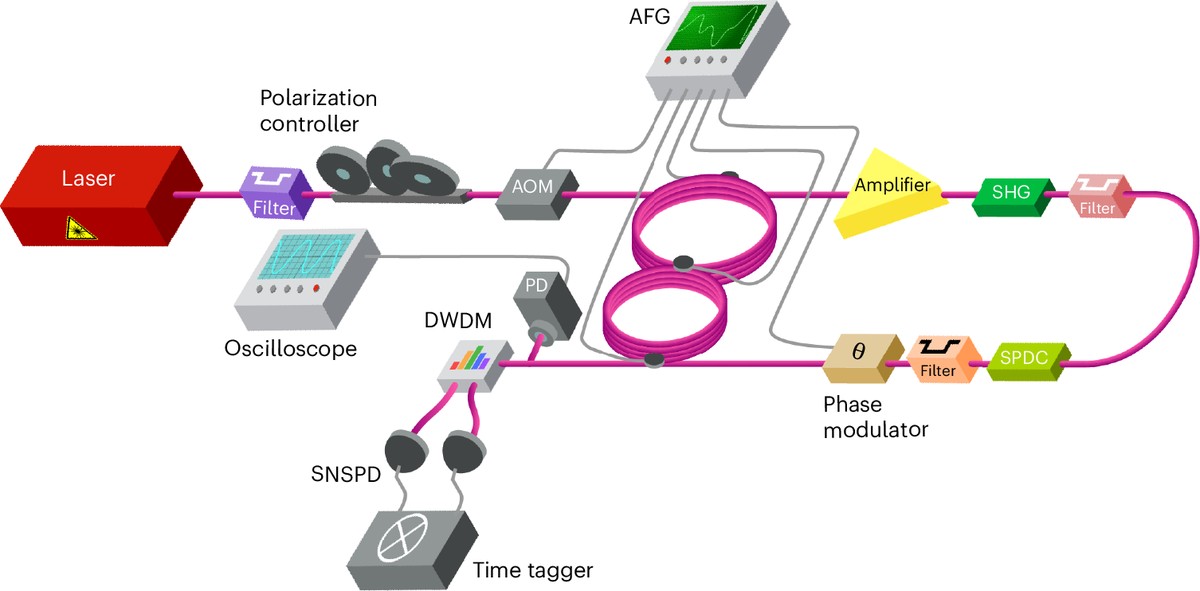 AFG
Polarization
controller
Laser
Filter
AOM
Amplifier
SHG
Filter
PD
DWDM
Oscilloscope
θ
Filter
SPDC
Phase
modulator
SNSPD
Time tagger